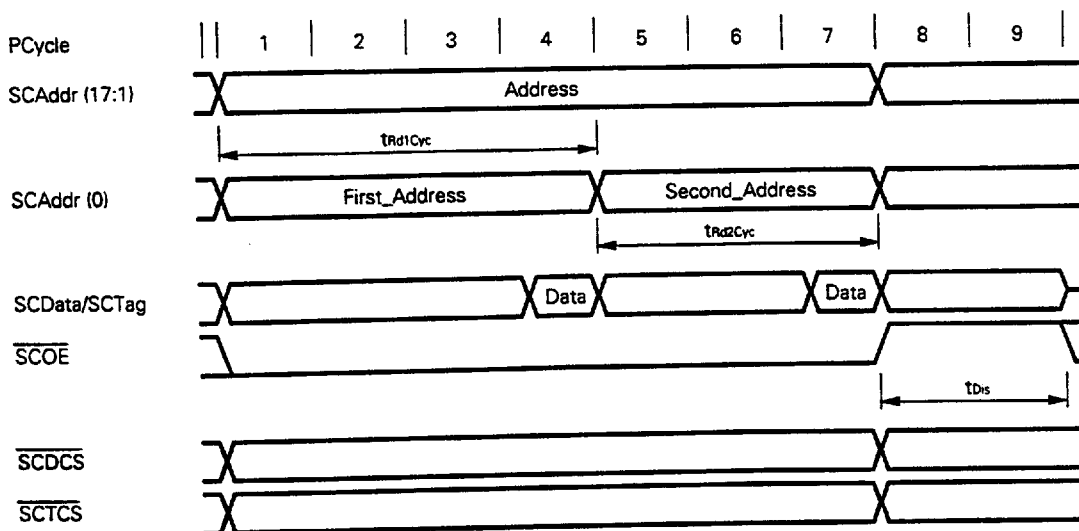 PCycle 1 2 3 4 5 6 7 8 9
SCAddr (17:1) Address
tRd1Cyc
SCAddr (0) First_Address Second_Address
tRd2Cyc
SCData/SCTag Data Data
SCOE
tDis
SCDCS
SCTCS